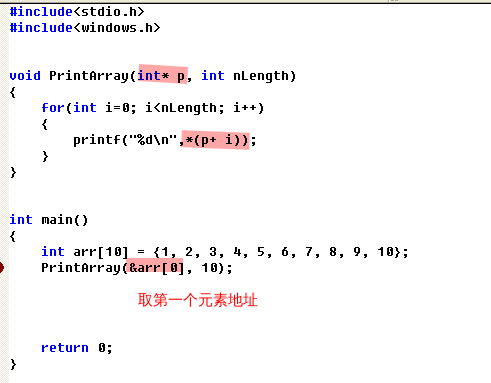 #include<stdio.h>
#include<windows.h>
void PrintArray(int* p, int nLength)
{
    for(int i=0; i<nLength; i++)
    {
        printf("%d\n",*(p+ i));
    }
}
int main()
{
    int arr[10] = {1, 2, 3, 4, 5, 6, 7, 8, 9, 10};
    PrintArray(&arr[0], 10);
取第一个元素地址
    return 0;
}